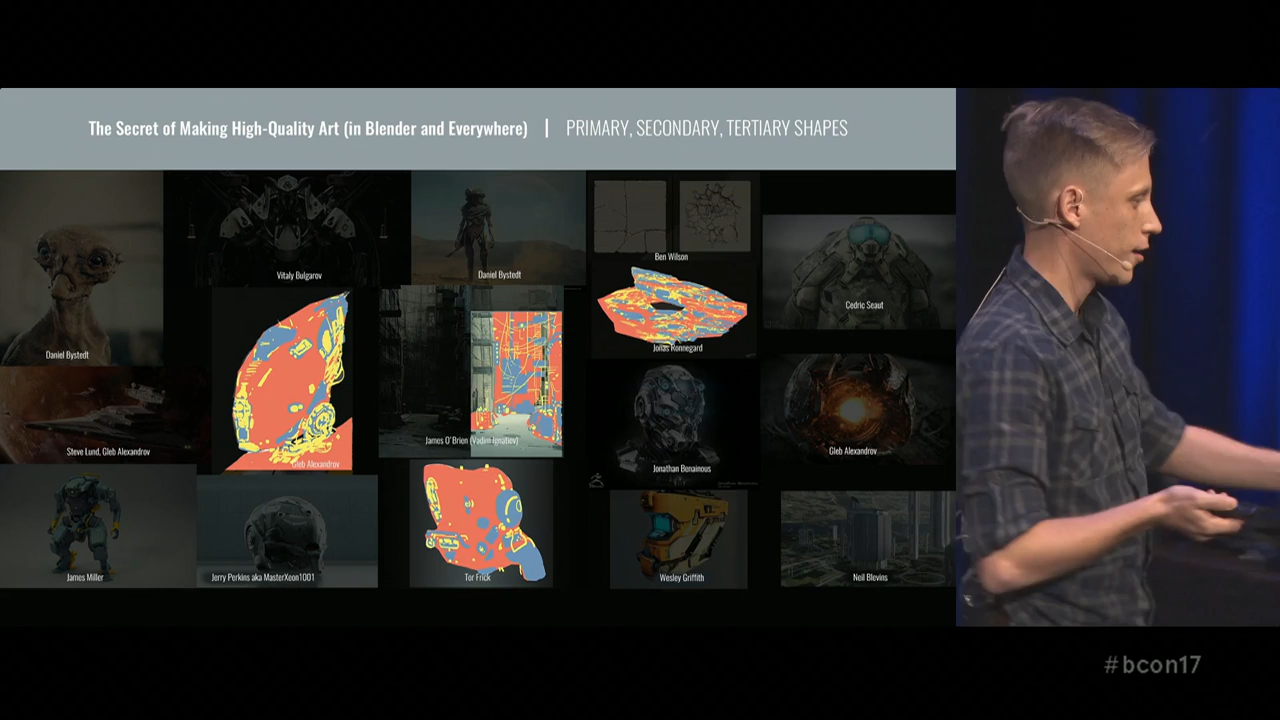 The Secret of Making High-Quality Art (in Blender and Everywhere) | PRIMARY, SECONDARY, TERTIARY SHAPES
Vitaly Bulgarov
Daniel Bystedt
Ben Wilson
Cedric Seaut
Daniel Bystedt
Jonas Ronnegard
Steve Lund, Gleb Alexandrov
Gleb Alexandrov
James O'Brien (Vadim Ignatiev)
Jonathan Benainous
Gleb Alexandrov
James Miller
Jerry Perkins aka MasterXeon1001
Tor Frick
Wesley Griffith
Neil Blevins
#bcon17